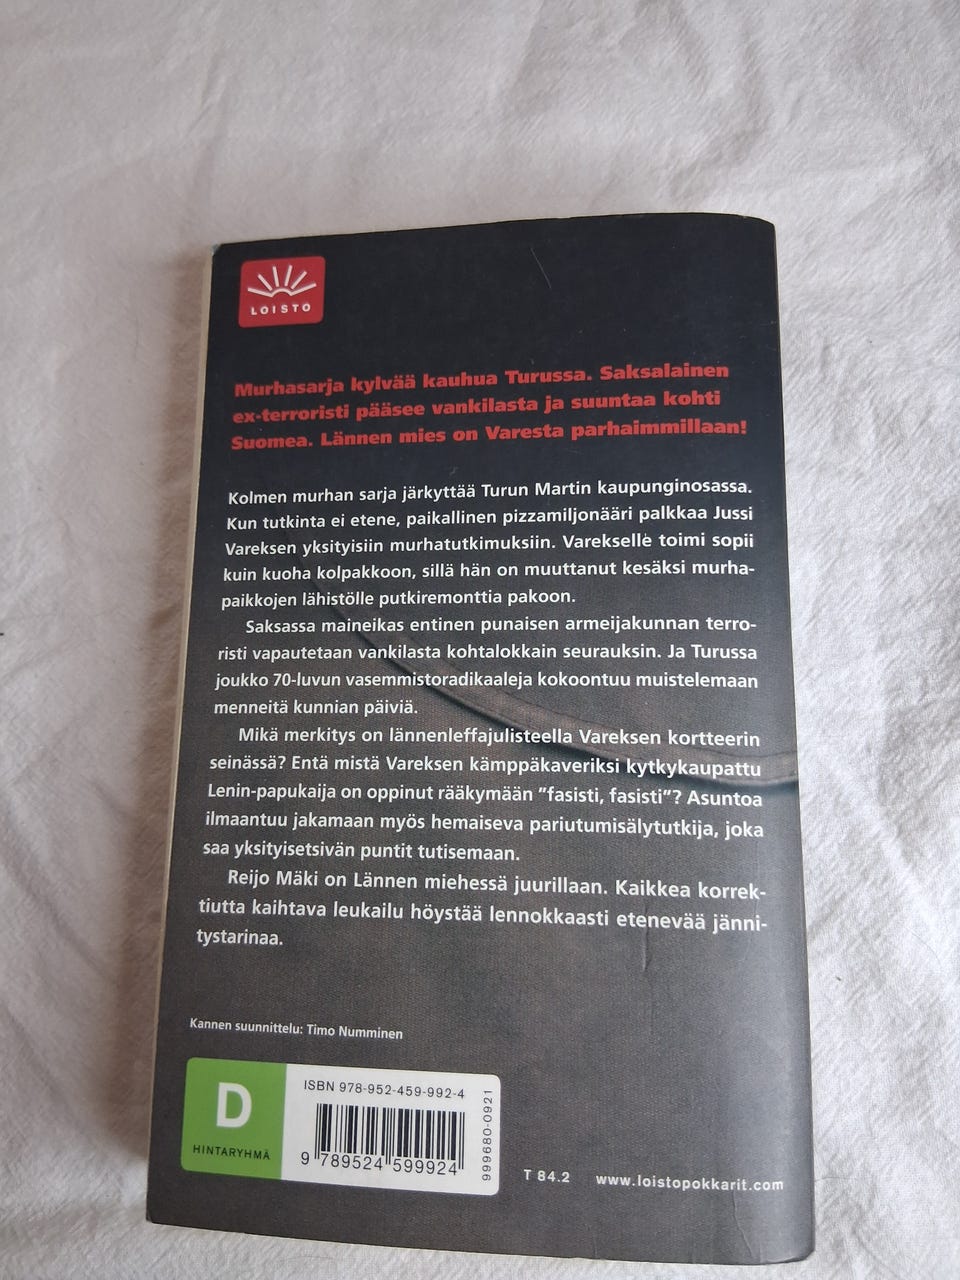 LOISTO
Murhasarja kylvää kauhua Turussa. Saksalainen
ex-terroristi pääsee vankilasta ja suuntaa kohti
Suomea. Lännen mies on Varesta parhaimmillaan!
Kolmen murhan sarja järkyttää Turun Martin kaupunginosassa.
Kun tutkinta ei etene, paikallinen pizzamiljonääri palkkaa Jussi
Vareksen yksityisiin murhatutkimuksiin. Varekselle toimi sopii
kuin kuoha kolpakkoon, sillä hän on muuttanut kesäksi murha-
paikkojen lähistölle putkiremonttia pakoon.
Saksassa maineikas entinen punaisen armeijakunnan terro-
risti vapautetaan vankilasta kohtalokkain seurauksin. Ja Turussa
joukko 70-luvun vasemmistoradikaaleja kokoontuu muistelemaan
menneitä kunnian päiviä.
Mikä merkitys on lännenleffajulisteella Vareksen kortteerin
seinässä? Entä mistä Vareksen kämppäkaveriksi kytkykaupattu
Lenin-papukaija on oppinut rääkymään ”fasisti, fasisti”? Asuntoa
ilmaantuu jakamaan myös hemaiseva pariutumisälytutkija, joka
saa yksityisetsivän puntit tutisemaan.
Reijo Mäki on Lännen miehessä juurillaan. Kaikkea korrek-
tiutta kaihtava leukailu höystää lennokkaasti etenevää jänni-
tystarinaa.
Kannen suunnittelu: Timo Numminen
D
HINTARYHMÄ
ISBN 978-952-459-992-4
9 789524 599924
999680-0921
T 84.2
www.loistopokkarit.com